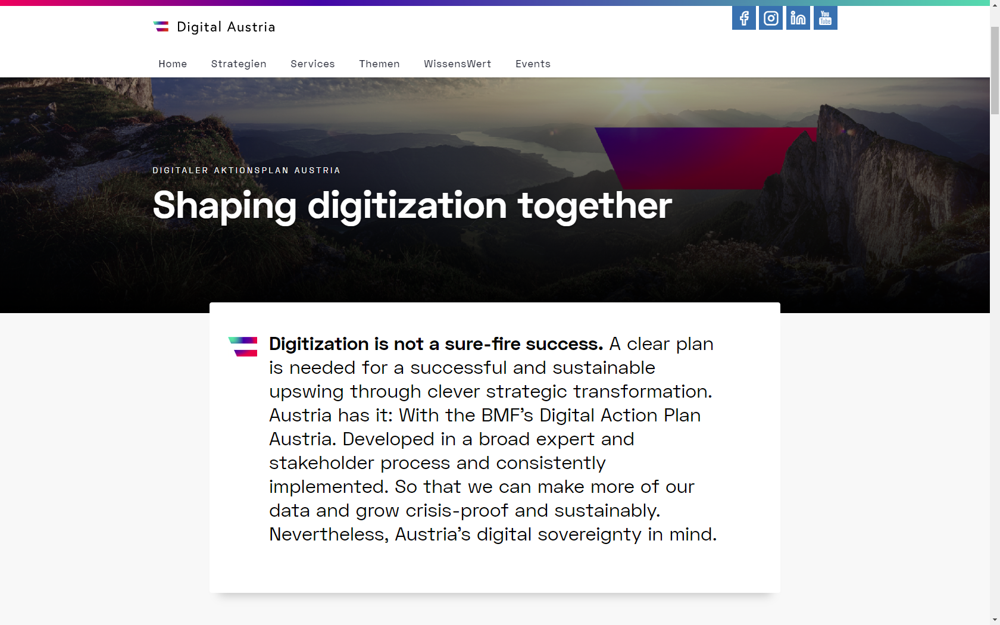 Digital Austria
You
Tube
Home Strategien Services Themen WissensWert Events
DIGITALER AKTIONSPLAN AUSTRIA
Shaping digitization together
Digitization is not a sure-fire success. A clear plan
is needed for a successful and sustainable
upswing through clever strategic transformation.
Austria has it: With the BMF's Digital Action Plan
Austria. Developed in a broad expert and
stakeholder process and consistently
implemented. So that we can make more of our
data and grow crisis-proof and sustainably.
Nevertheless, Austria's digital sovereignty in mind.